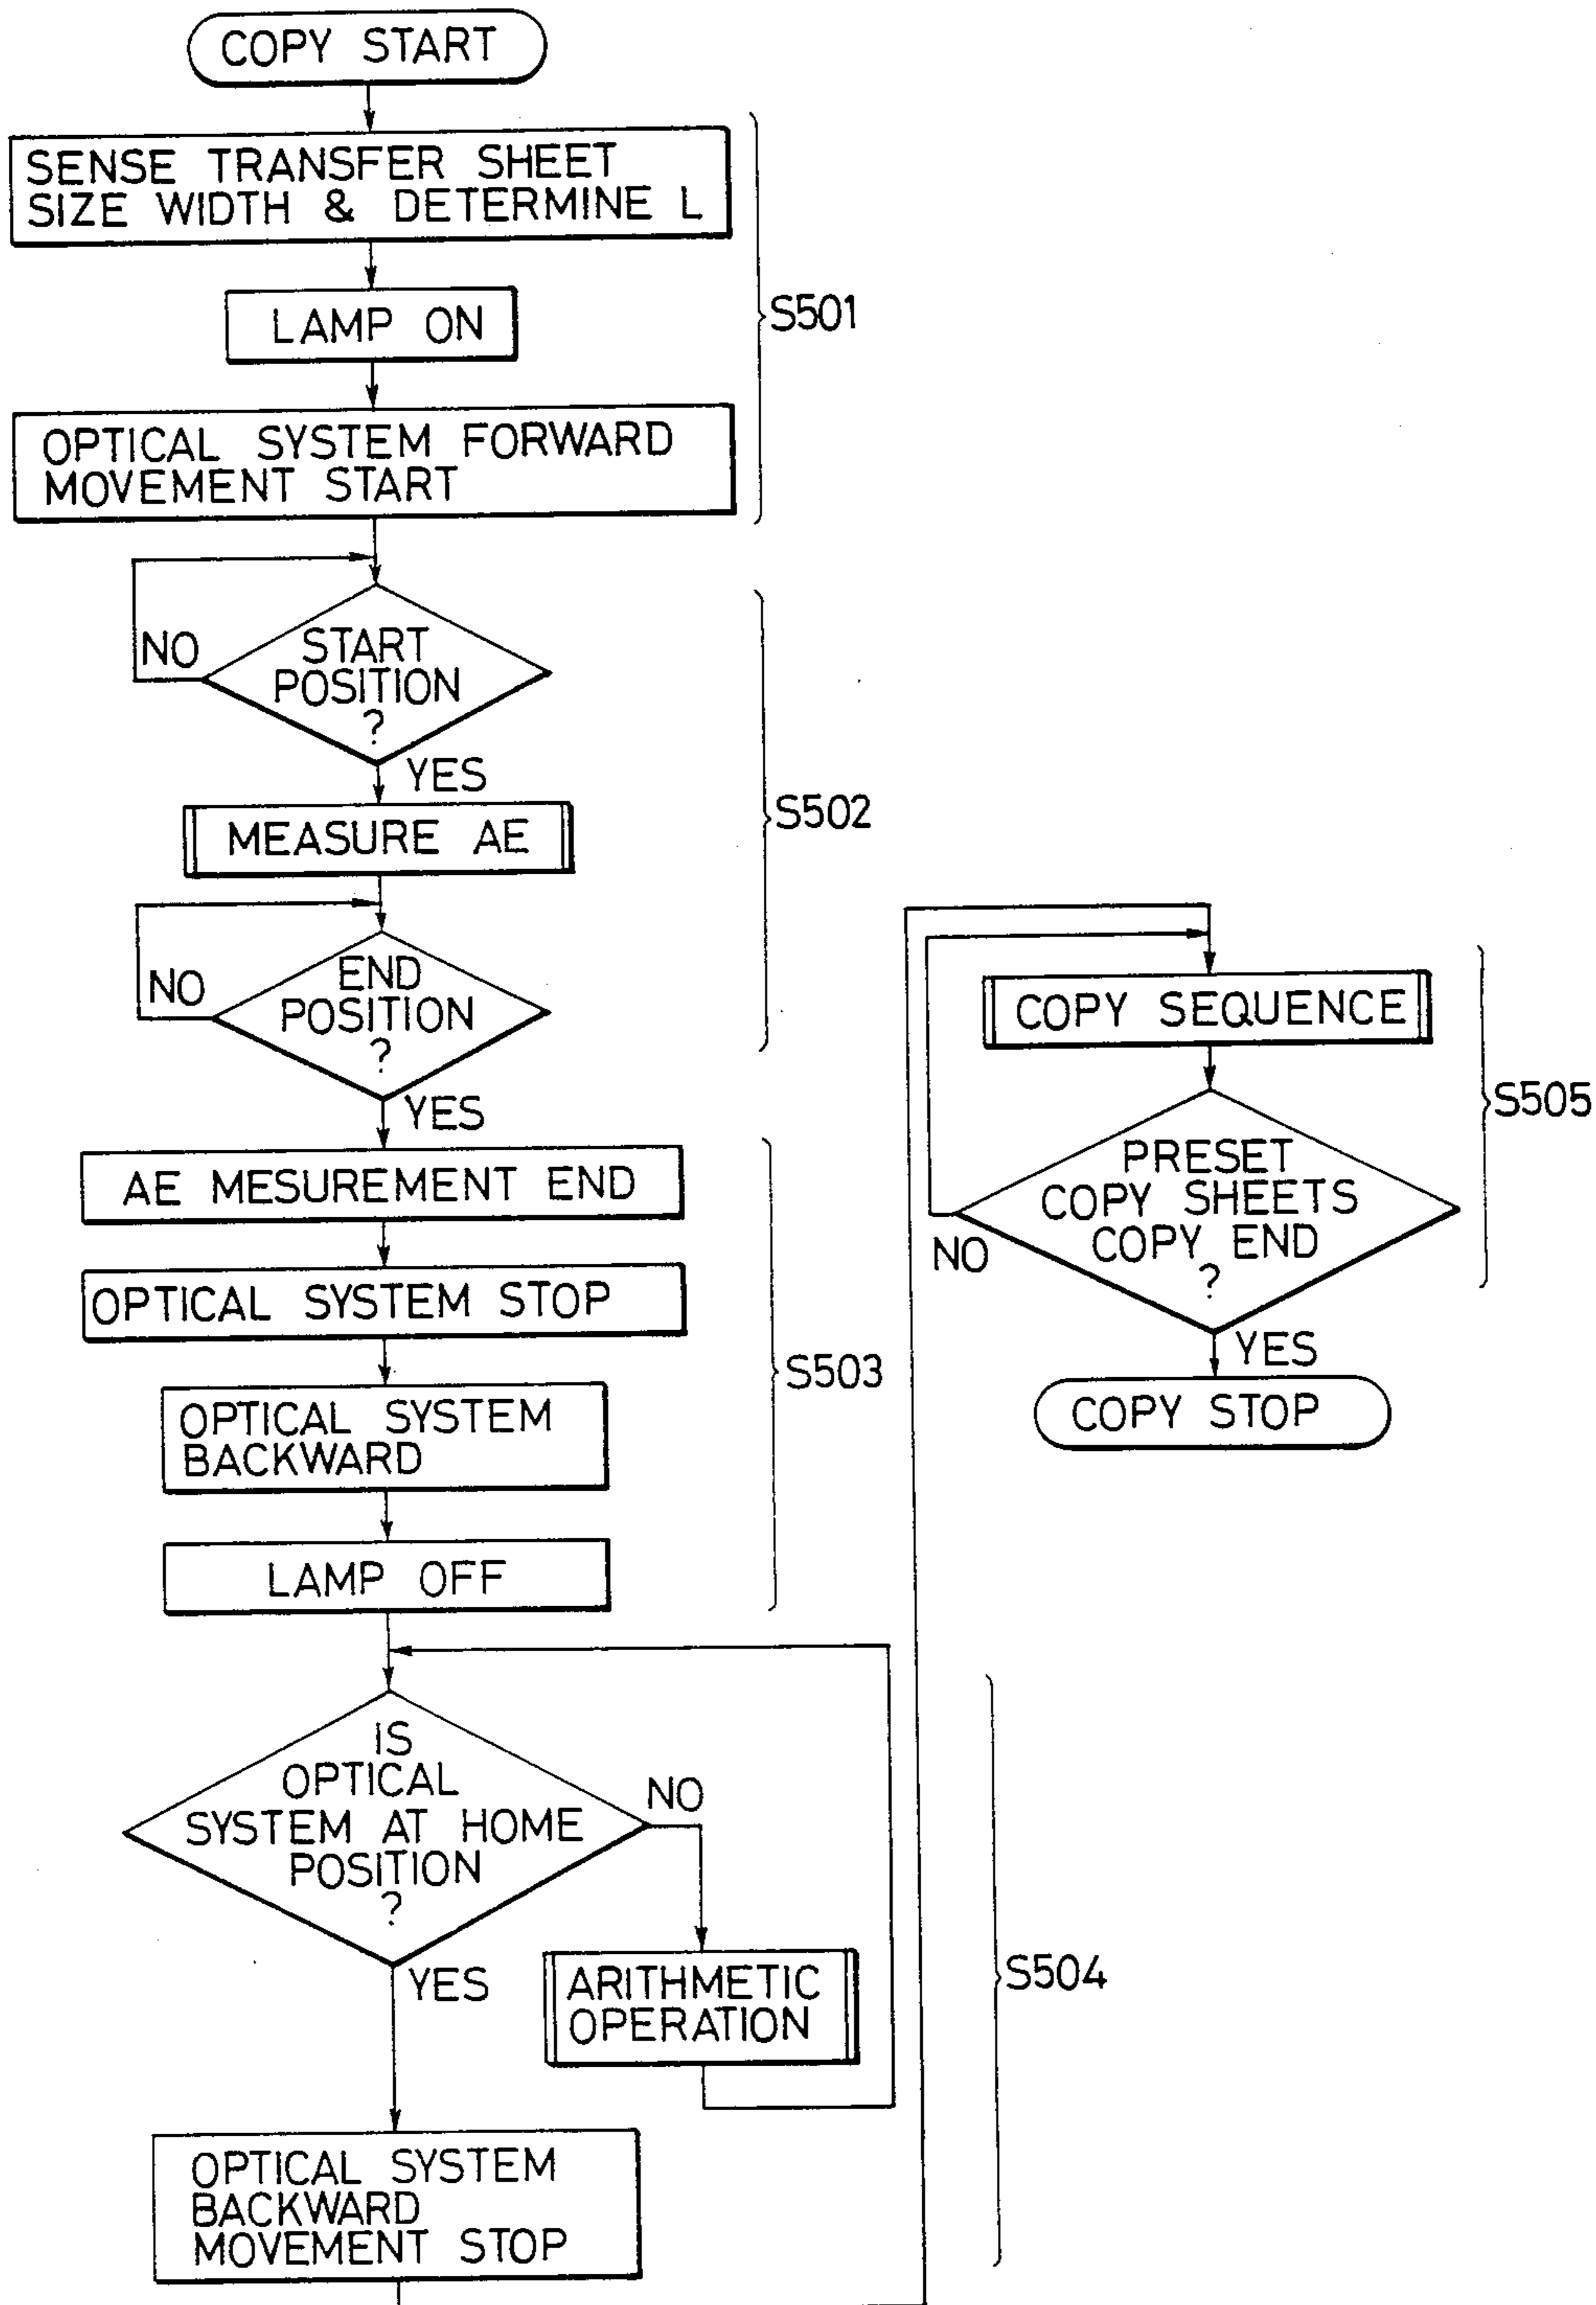 COPY START
SENSE TRANSFER SHEET
SIZE WIDTH & DETERMINE L
LAMP ON
OPTICAL SYSTEM FORWARD
MOVEMENT START
S501
START
POSITION
?
NO
YES
MEASURE AE
END
POSITION
?
NO
YES
S502
AE MESUREMENT END
OPTICAL SYSTEM STOP
OPTICAL SYSTEM
BACKWARD
LAMP OFF
S503
IS
OPTICAL
SYSTEM AT HOME
POSITION
?
NO
YES
ARITHMETIC
OPERATION
OPTICAL SYSTEM
BACKWARD
MOVEMENT STOP
S504
COPY SEQUENCE
PRESET
COPY SHEETS
COPY END
?
NO
YES
S505
COPY STOP